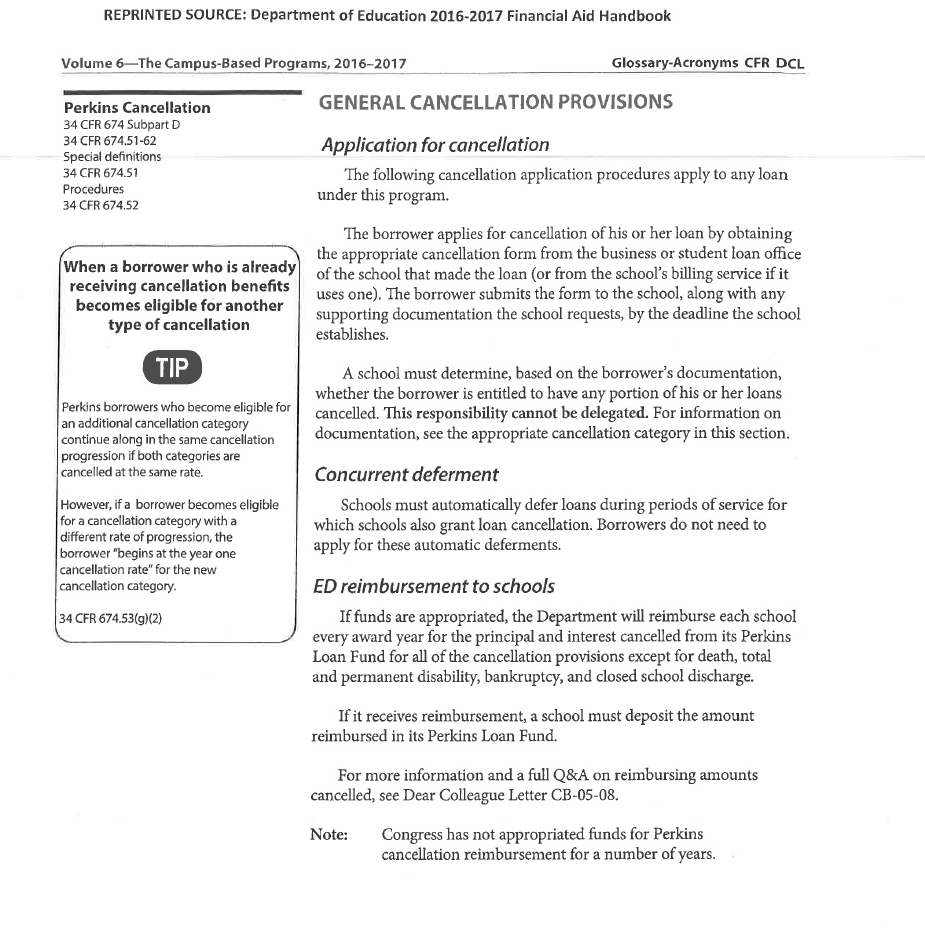 REPRINTED SOURCE: Department of Education 2016-2017 Financial Aid Handbook
Volume 6—The Campus-Based Programs, 2016–2017
Glossary-Acronyms CFR DCL
Perkins Cancellation
34 CFR 674 Subpart D
34 CFR 674.51-62
Special definitions
34 CFR 674.51
Procedures
34 CFR 674.52
When a borrower who is already
receiving cancellation benefits
becomes eligible for another
type of cancellation
TIP
Perkins borrowers who become eligible for
an additional cancellation category
continue along in the same cancellation
progression if both categories are
cancelled at the same rate.
However, if a borrower becomes eligible
for a cancellation category with a
different rate of progression, the
borrower "begins at the year one
cancellation rate" for the new
cancellation category.
34 CFR 674.53(g)(2)
GENERAL CANCELLATION PROVISIONS
Application for cancellation
The following cancellation application procedures apply to any loan
under this program.
The borrower applies for cancellation of his or her loan by obtaining
the appropriate cancellation form from the business or student loan office
of the school that made the loan (or from the school's billing service if it
uses one). The borrower submits the form to the school, along with any
supporting documentation the school requests, by the deadline the school
establishes.
A school must determine, based on the borrower's documentation,
whether the borrower is entitled to have any portion of his or her loans
cancelled. This responsibility cannot be delegated. For information on
documentation, see the appropriate cancellation category in this section.
Concurrent deferment
Schools must automatically defer loans during periods of service for
which schools also grant loan cancellation. Borrowers do not need to
apply for these automatic deferments.
ED reimbursement to schools
If funds are appropriated, the Department will reimburse each school
every award year for the principal and interest cancelled from its Perkins
Loan Fund for all of the cancellation provisions except for death, total
and permanent disability, bankruptcy, and closed school discharge.
If it receives reimbursement, a school must deposit the amount
reimbursed in its Perkins Loan Fund.
For more information and a full Q&A on reimbursing amounts
cancelled, see Dear Colleague Letter CB-05-08.
Note: Congress has not appropriated funds for Perkins
cancellation reimbursement for a number of years.